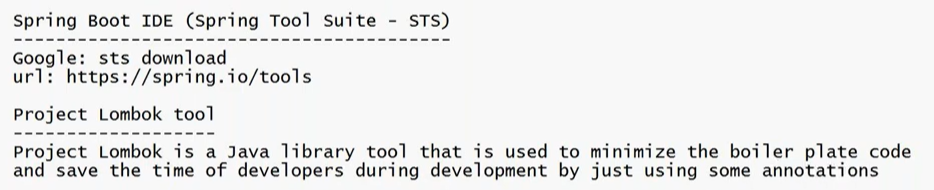 Spring Boot IDE (Spring Tool Suite - STS)
-----------------------------------------
Google: sts download
url: https://spring.io/tools
Project Lombok tool
-------------------
Project Lombok is a Java library tool that is used to minimize the boiler plate code
and save the time of developers during development by just using some annotations